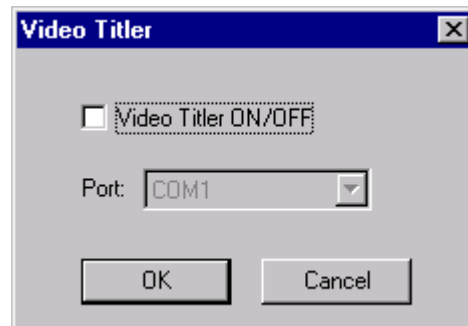 Video Titler
Video Titler ON/OFF
Port: COM1
OK Cancel